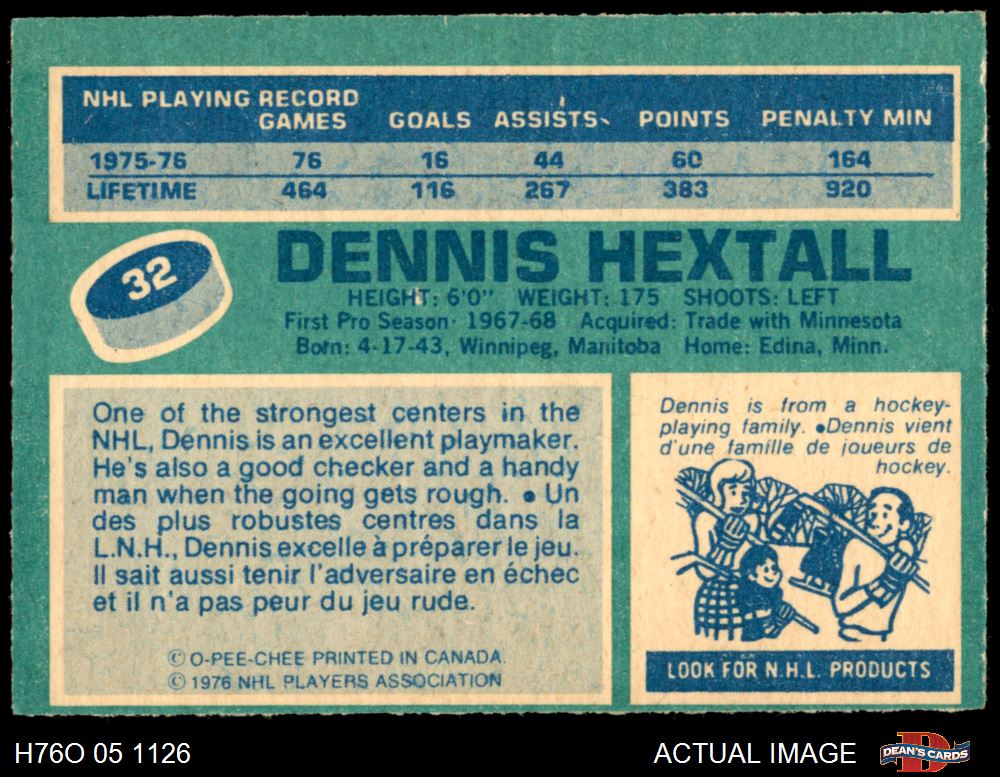 NHL PLAYING RECORD
GAMES GOALS ASSISTS POINTS PENALTY MIN
1975-76 76 16 44 60 164
LIFETIME 464 116 267 383 920
32
DENNIS HEXTALL
HEIGHT: 6'0" WEIGHT: 175 SHOOTS: LEFT
First Pro Season· 1967-68 Acquired: Trade with Minnesota
Born: 4-17-43, Winnipeg, Manitoba Home: Edina, Minn.
One of the strongest centers in the
NHL, Dennis is an excellent playmaker.
He's also a good checker and a handy
man when the going gets rough. • Un
des plus robustes centres dans la
L.N.H., Dennis excelle à préparer le jeu.
Il sait aussi tenir l'adversaire en échec
et il n'a pas peur du jeu rude.
© O-PEE-CHEE PRINTED IN CANADA.
© 1976 NHL PLAYERS ASSOCIATION
Dennis is from a hockey-
playing family. •Dennis vient
d'une famille de joueurs de
hockey.
LOOK FOR N.H.L. PRODUCTS
H76O 05 1126
ACTUAL IMAGE
DEAN'S CARDS